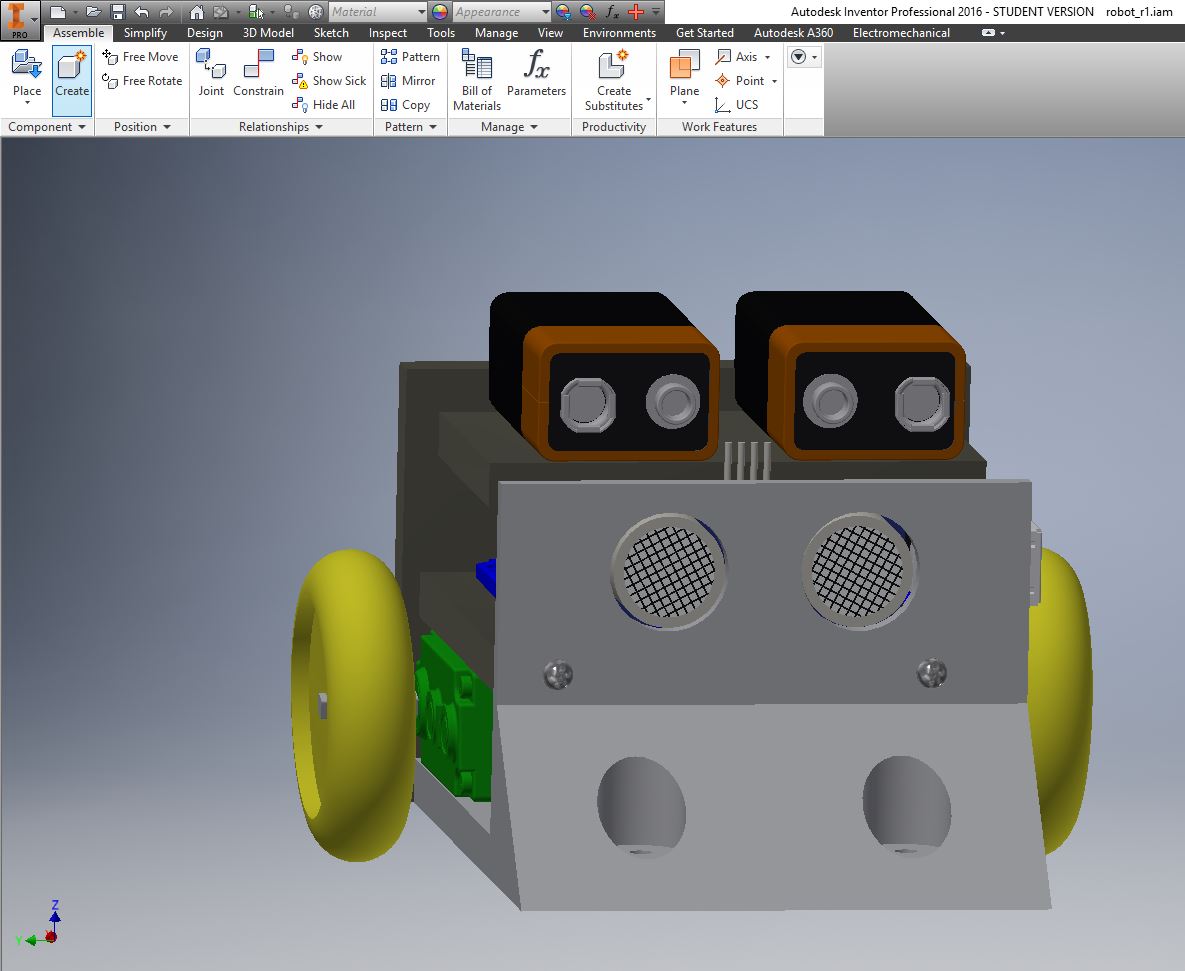 Material
Appearance
fx
Autodesk Inventor Professional 2016 - STUDENT VERSION robot_r1.iam
I
PRO
Assemble Simplify Design 3D Model Sketch Inspect Tools Manage View Environments Get Started Autodesk A360 Electromechanical
Place
Create
Free Move
Free Rotate
Joint
Constrain
Show
Show Sick
Hide All
Pattern
Mirror
Copy
Bill of
Materials
fx
Parameters
Create
Substitutes
Plane
Axis
Point
UCS
Component
Position
Relationships
Pattern
Manage
Productivity
Work Features
Z
Y